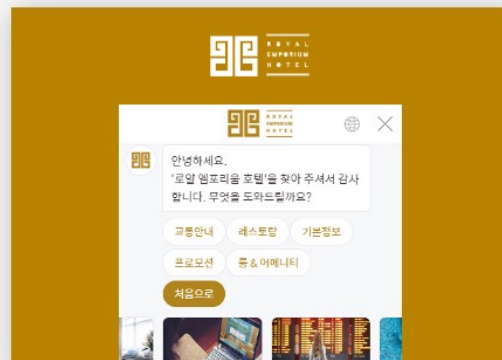 ROYAL
EMPORIUM
HOTEL
ROYAL
EMPORIUM
HOTEL
안녕하세요.
'로얄 엠포리움 호텔'을 찾아 주셔서 감사
합니다. 무엇을 도와드릴까요?
교통안내 레스토랑 기본정보
프로모션 룸 & 어메니티
처음으로